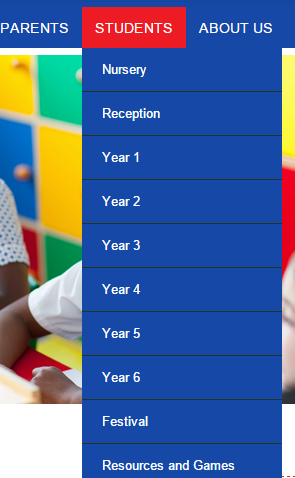 PARENTS STUDENTS ABOUT US
Nursery
Reception
Year 1
Year 2
Year 3
Year 4
Year 5
Year 6
Festival
Resources and Games